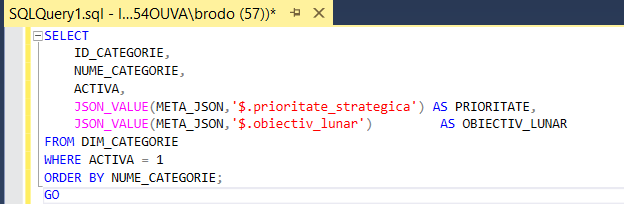 SQLQuery1.sql - l...54OUVA\brodo (57))*
SELECT
ID_CATEGORIE,
NUME_CATEGORIE,
ACTIVA,
JSON_VALUE(META_JSON,'$.prioritate_strategica') AS PRIORITATE,
JSON_VALUE(META_JSON,'$.obiectiv_lunar') AS OBIECTIV_LUNAR
FROM DIM_CATEGORIE
WHERE ACTIVA = 1
ORDER BY NUME_CATEGORIE;
GO